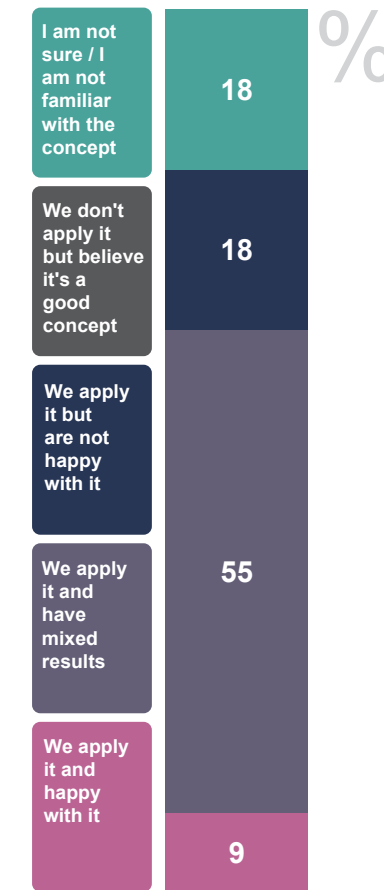 I am not
sure / I
am not
familiar
with the
concept
18
%
We don't
apply it
but believe
it's a
good
concept
18
We apply
it but
are not
happy
with it
We apply
it and
have
mixed
results
55
We apply
it and
happy
with it
9